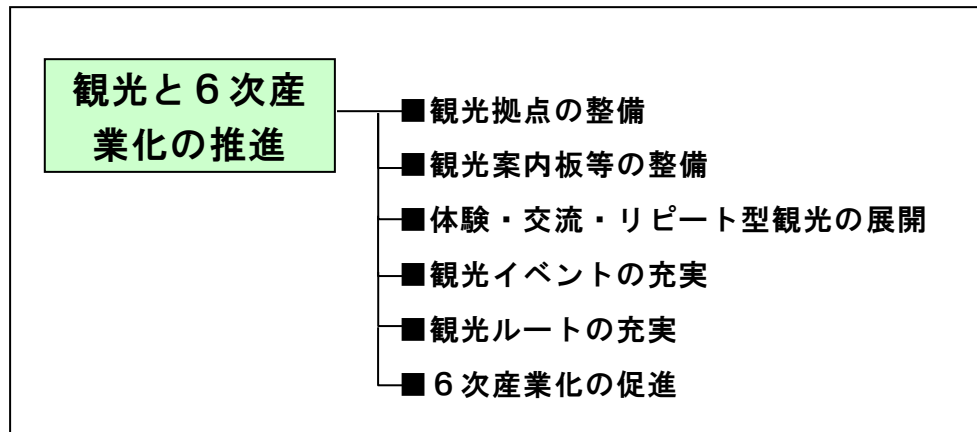 観光と６次産
業化の推進
■観光拠点の整備
■観光案内板等の整備
■体験・交流・リピート型観光の展開
■観光イベントの充実
■観光ルートの充実
■６次産業化の促進